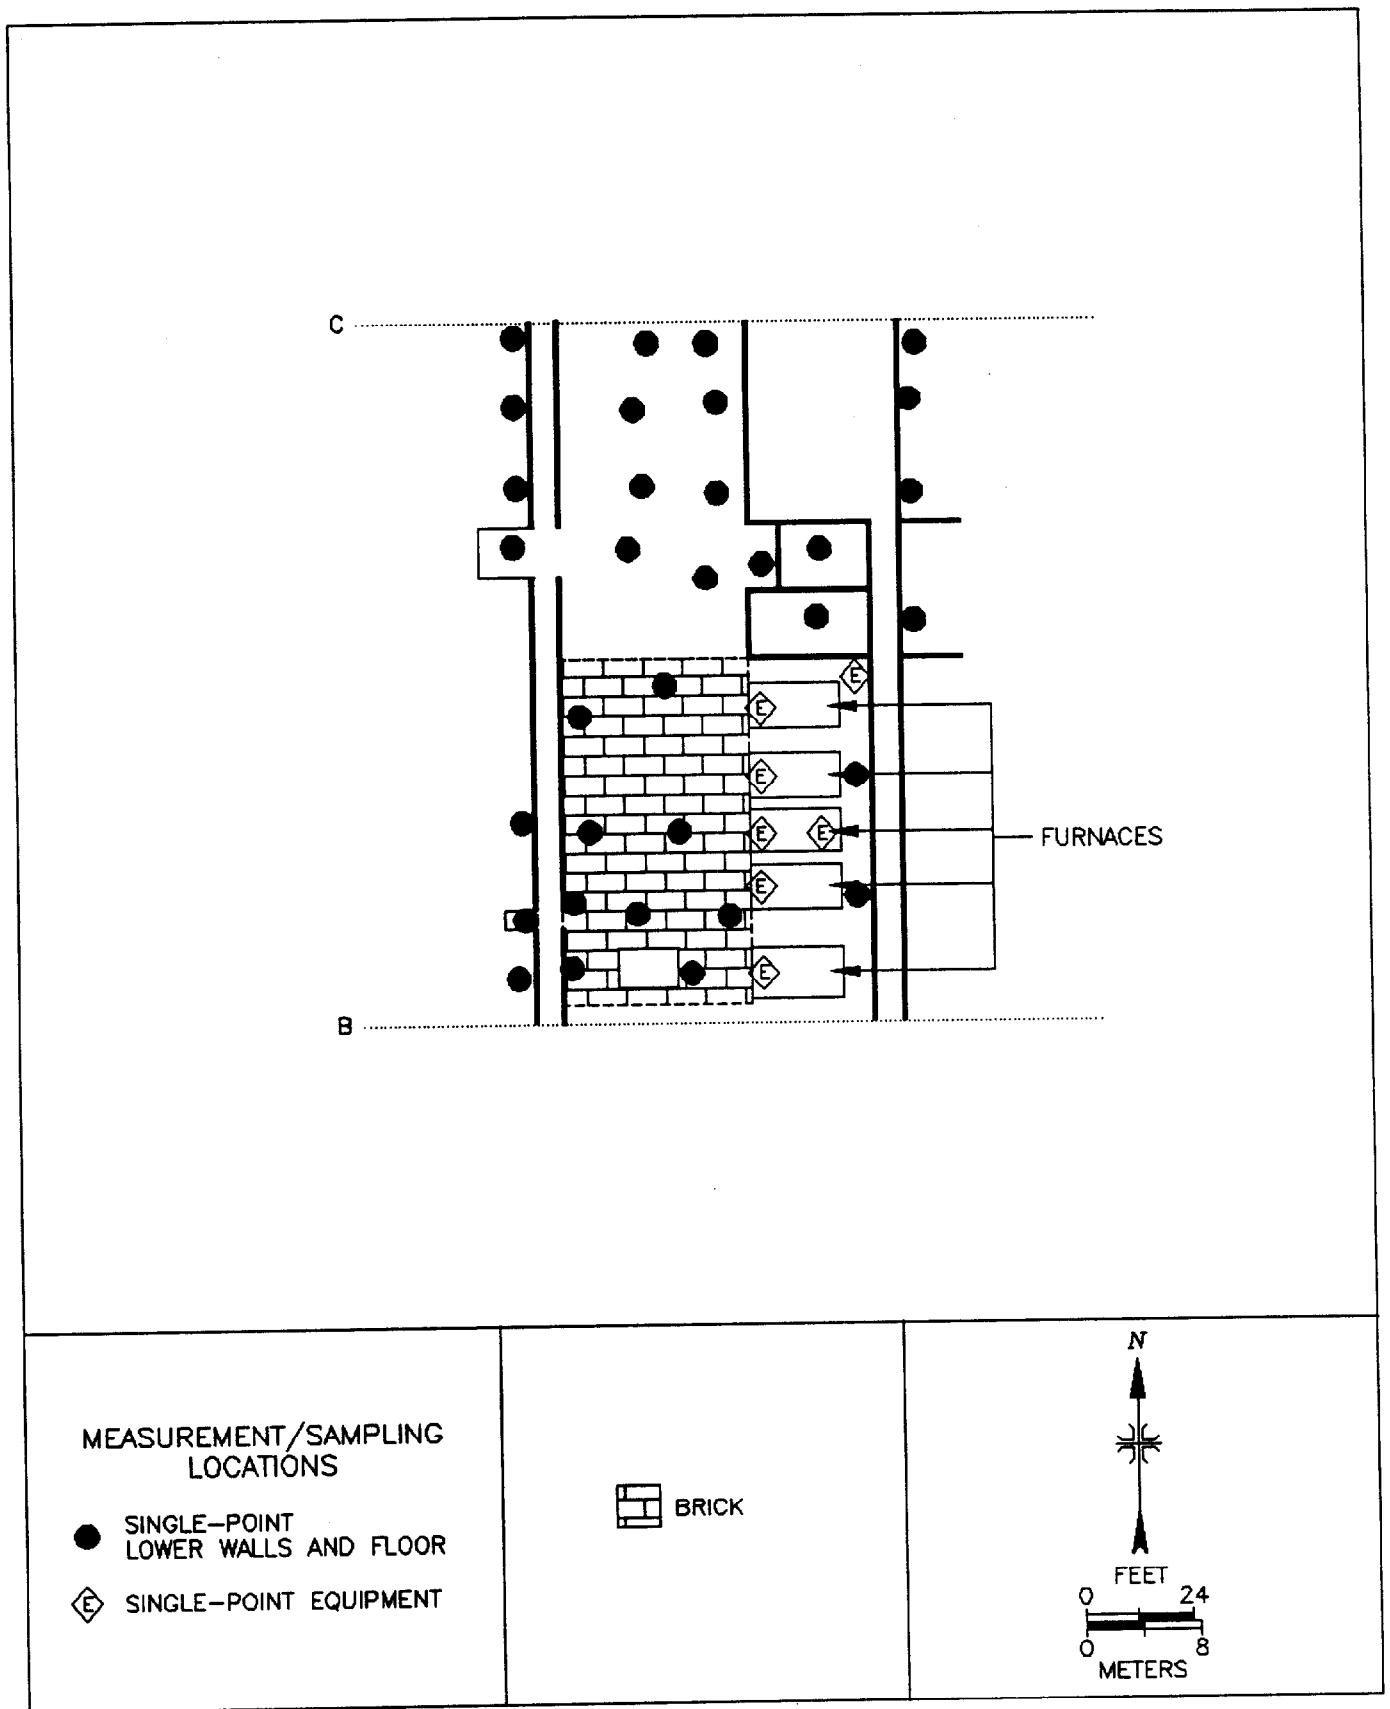 C
E
E
E
E
E
FURNACES
E
E
B
MEASUREMENT/SAMPLING
LOCATIONS
SINGLE-POINT
LOWER WALLS AND FLOOR
E
SINGLE-POINT EQUIPMENT
BRICK
N
FEET
0 24
0 8
METERS